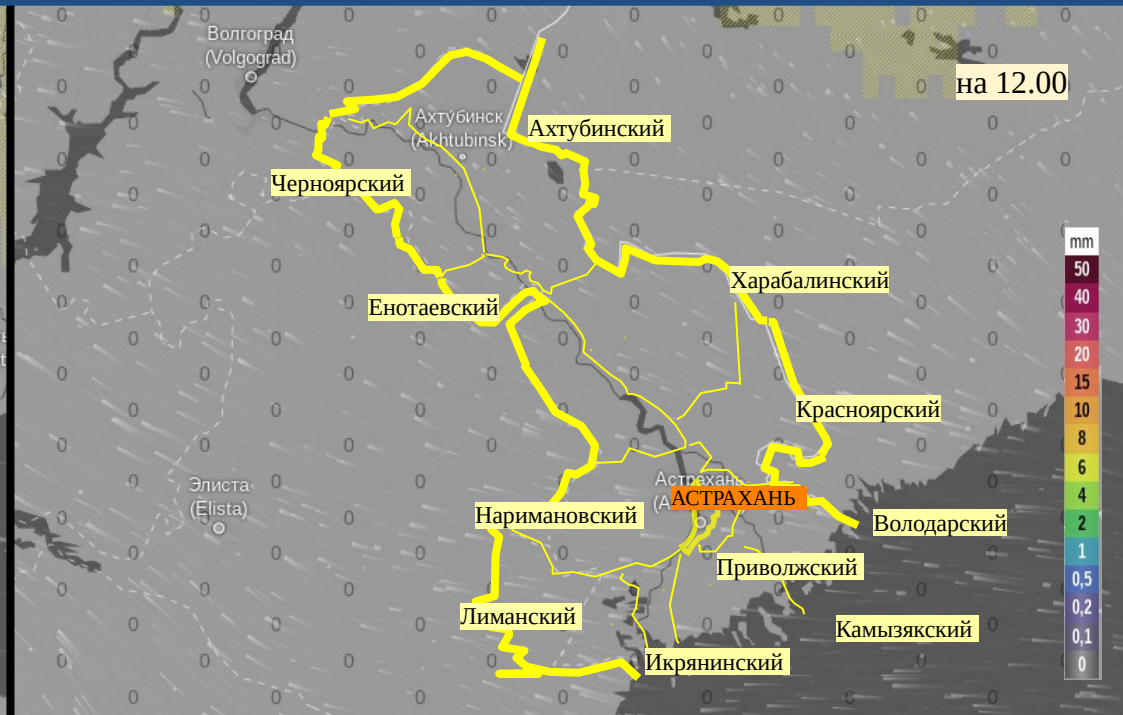 Волгоград
(Volgograd)
на 12.00
Ахтубинск
(Akhtubinsk)
Ахтубинский
Черноярский
mm
50
40
30
20
15
10
8
6
4
2
1
0,5
0,2
0,1
0
Харабалинский
Енотаевский
Красноярский
Элиста
(Elista)
Астрахань
АСТРАХАНЬ
Наримановский
Володарский
Приволжский
Лиманский
Камызякский
Икрянинский